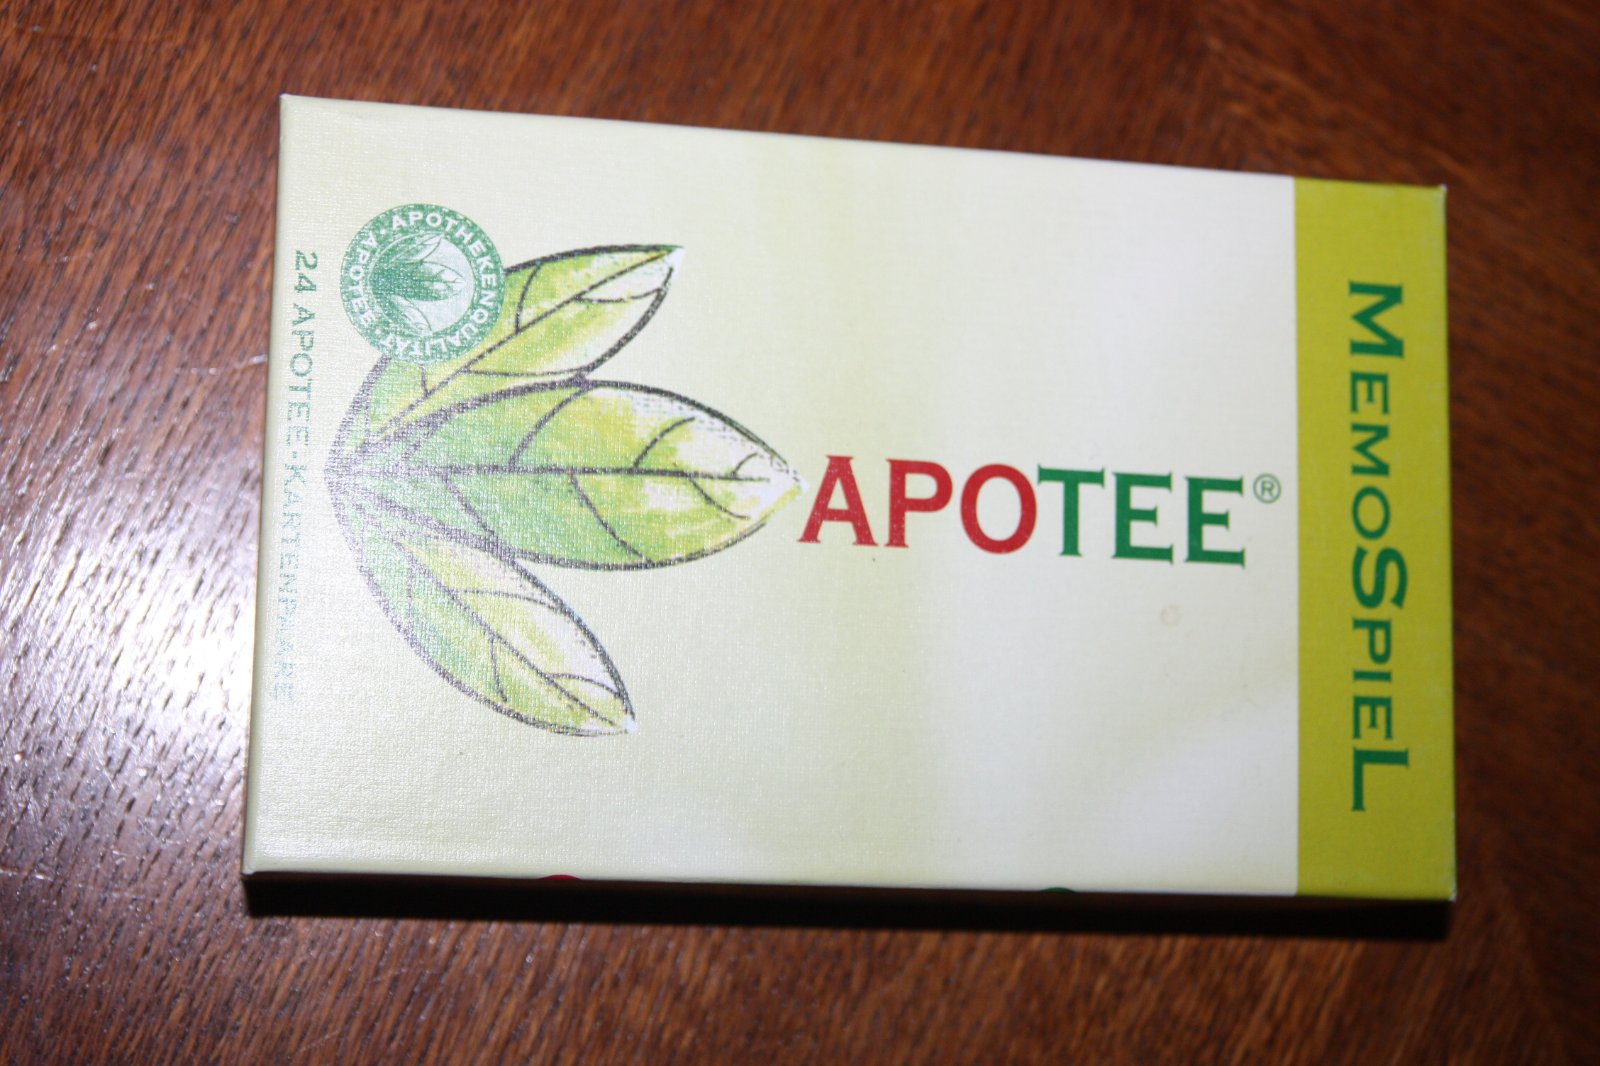 MEMOSPIEL
APOTEE®
· APOTHEKENQUALITÄT · APOTEE
24 APOTEE-KARTENPAARE